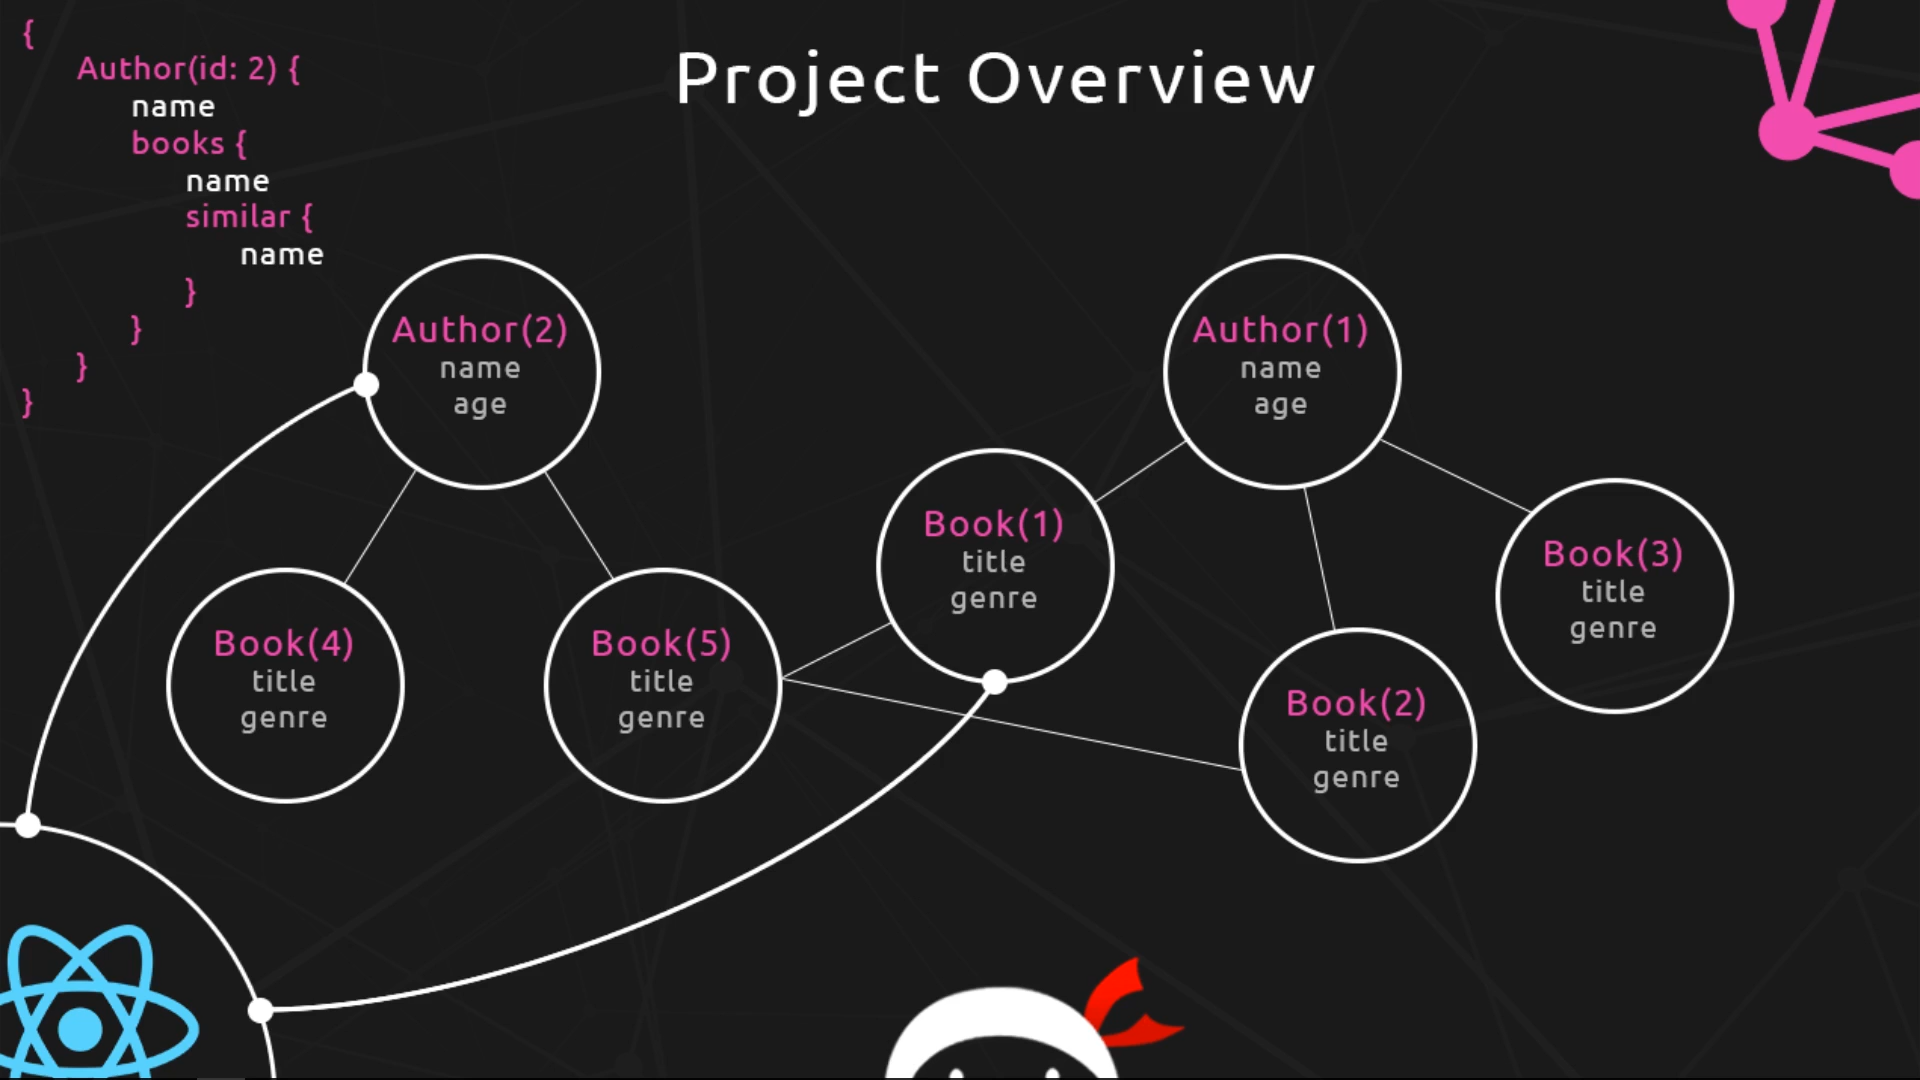 {
Author(id: 2) {
name
books {
name
similar {
name
}
}
}
}
Project Overview
Author(2)
name
age
Author(1)
name
age
Book(1)
title
genre
Book(3)
title
genre
Book(4)
title
genre
Book(5)
title
genre
Book(2)
title
genre